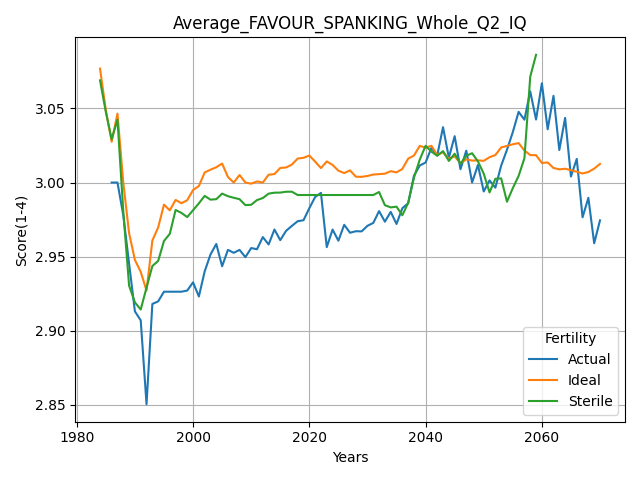 Average_FAVOUR_SPANKING_Whole_Q2_IQ
Score(1-4)
3.05
3.00
2.95
2.90
2.85
1980 2000 2020 2040 2060
Years
Fertility
Actual
Ideal
Sterile